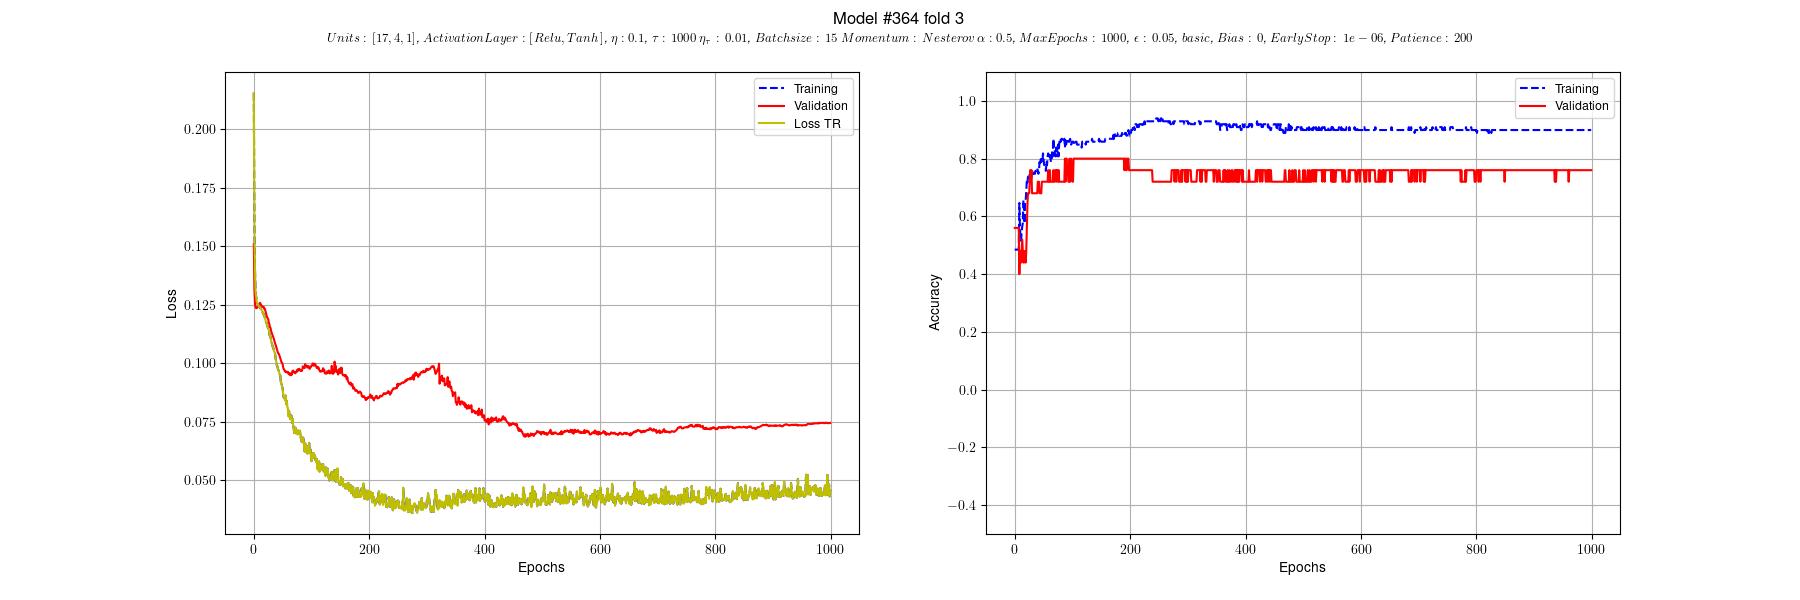 Model #364 fold 3
Units : [17, 4, 1], ActivationLayer : [Relu, Tanh], η : 0.1, τ : 1000 ητ : 0.01, Batchsize : 15 Momentum : Nesterov α : 0.5, MaxEpochs : 1000, ϵ : 0.05, basic, Bias : 0, EarlyStop : 1e − 06, Patience : 200
Training
Validation
Loss TR
0.200
0.175
0.150
0.125
0.100
0.075
0.050
Loss
0
200
400
600
800
1000
Epochs
Training
Validation
1.0
0.8
0.6
0.4
0.2
0.0
−0.2
−0.4
Accuracy
0
200
400
600
800
1000
Epochs